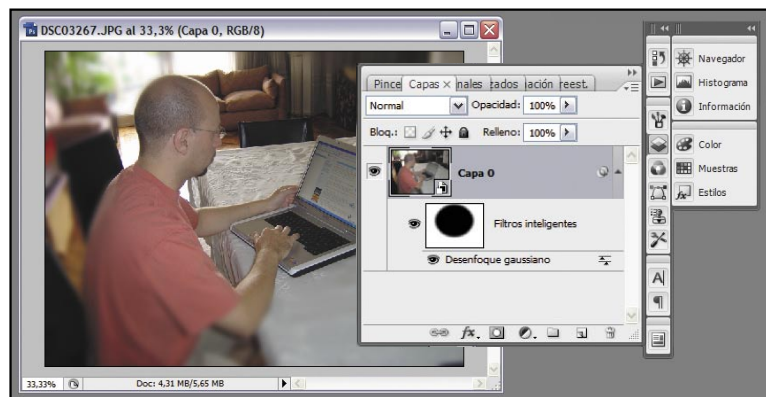 DSC03267.JPG al 33,3% (Capa 0, RGB/8)
Pince Capas × nales zados ación reest.
Normal Opacidad: 100%
Bloq.: Relleno: 100%
Capa 0
Filtros inteligentes
Desenfoque gaussiano
fx.
Navegador
Histograma
Información
Color
Muestras
Estilos
A
33,33% Doc: 4,31 MB/5,65 MB